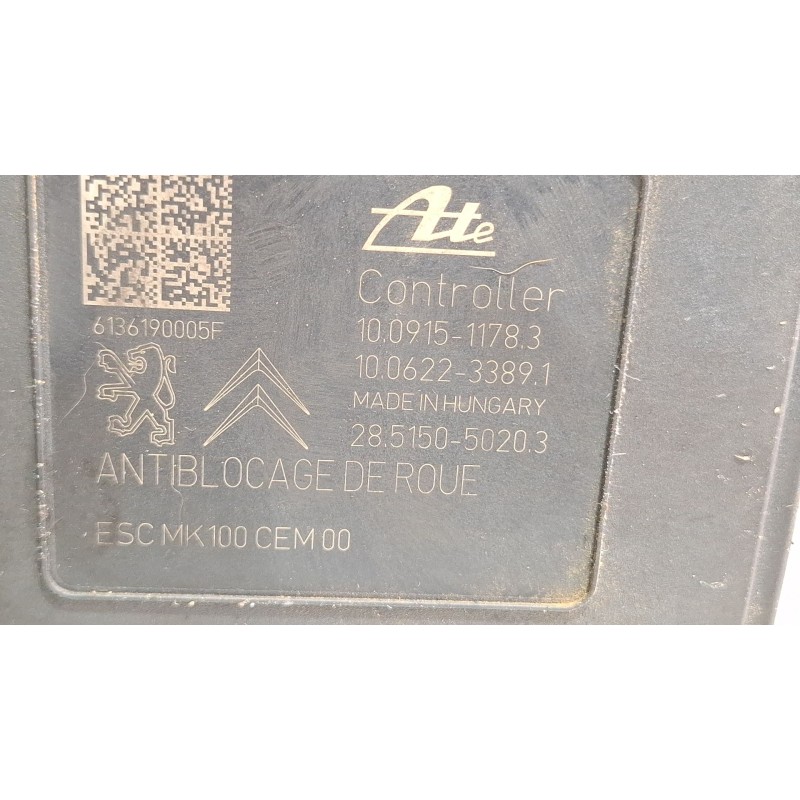 Ate
Controller
6136190005F
10.0915-1178.3
10.0622-3389.1
MADE IN HUNGARY
28.5150-5020.3
ANTIBLOCAGE DE ROUE
ESC MK100 CEM 00